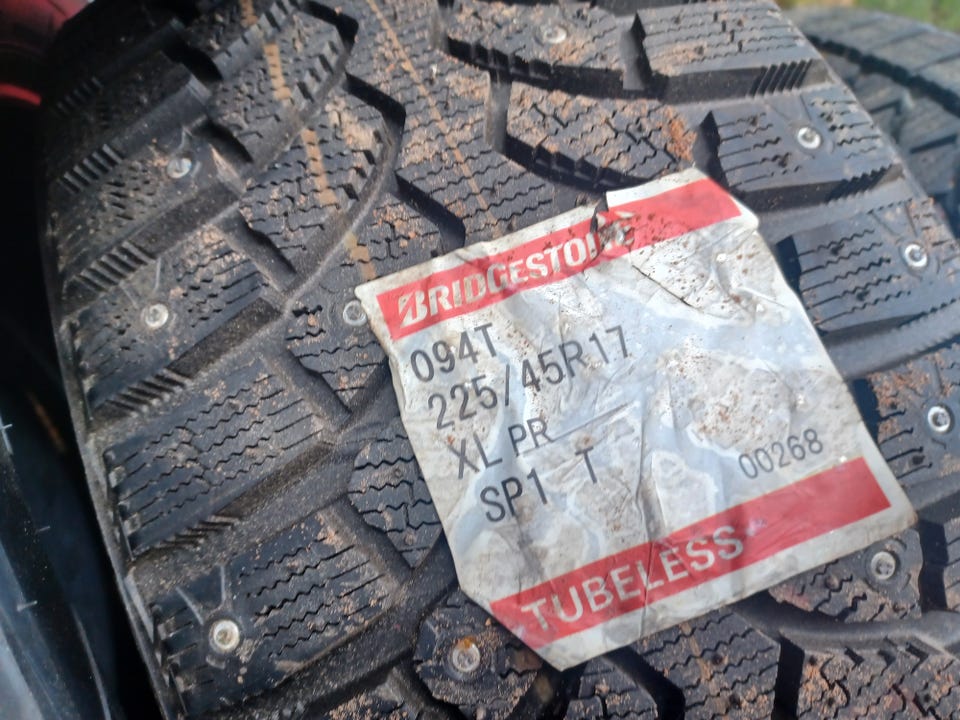 BRIDGESTONE
094T
225/45R17
XL PR
SP1 T
00268
TUBELESS